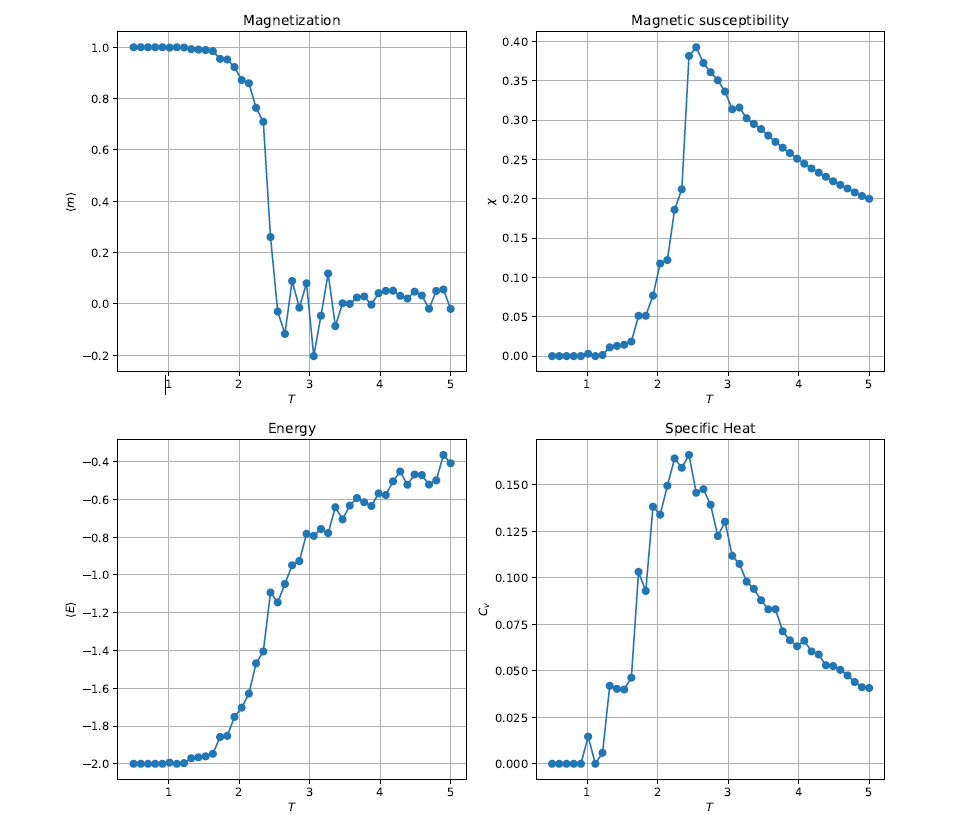 Magnetization
1.0
0.8
0.6
0.4
0.2
0.0
−0.2
⟨m⟩
1 2 3 4 5
T
Magnetic susceptibility
0.40
0.35
0.30
0.25
0.20
0.15
0.10
0.05
0.00
χ
1 2 3 4 5
T
Energy
−0.4
−0.6
−0.8
−1.0
−1.2
−1.4
−1.6
−1.8
−2.0
⟨E⟩
1 2 3 4 5
T
Specific Heat
0.150
0.125
0.100
0.075
0.050
0.025
0.000
Cᵥ
1 2 3 4 5
T